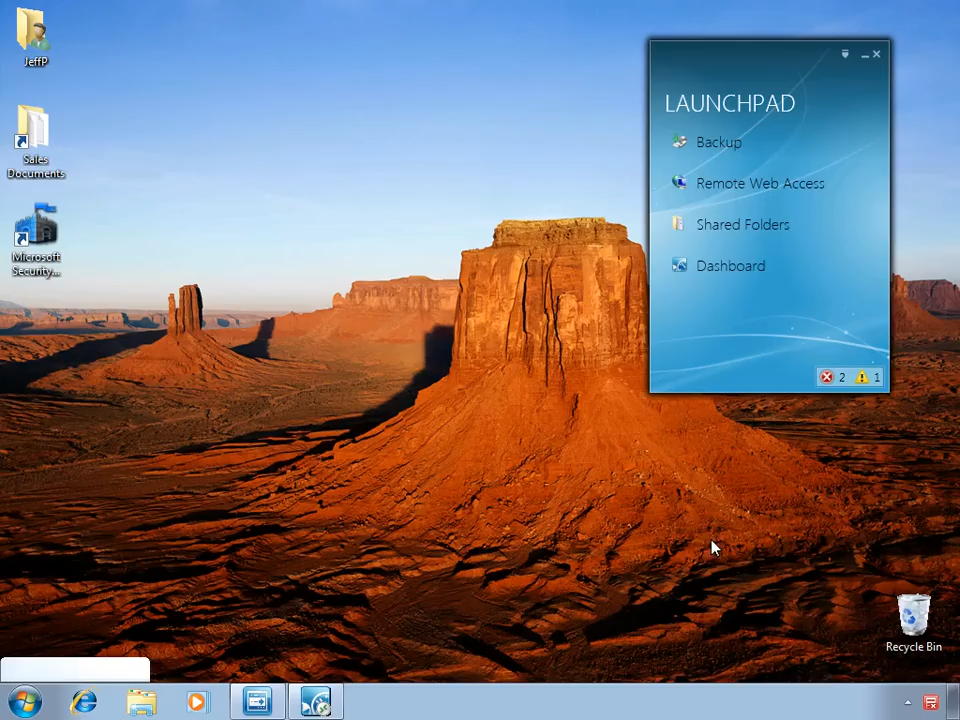 JeffP
Sales
Documents
Microsoft
Security...
LAUNCHPAD
Backup
Remote Web Access
Shared Folders
Dashboard
2
1
Recycle Bin